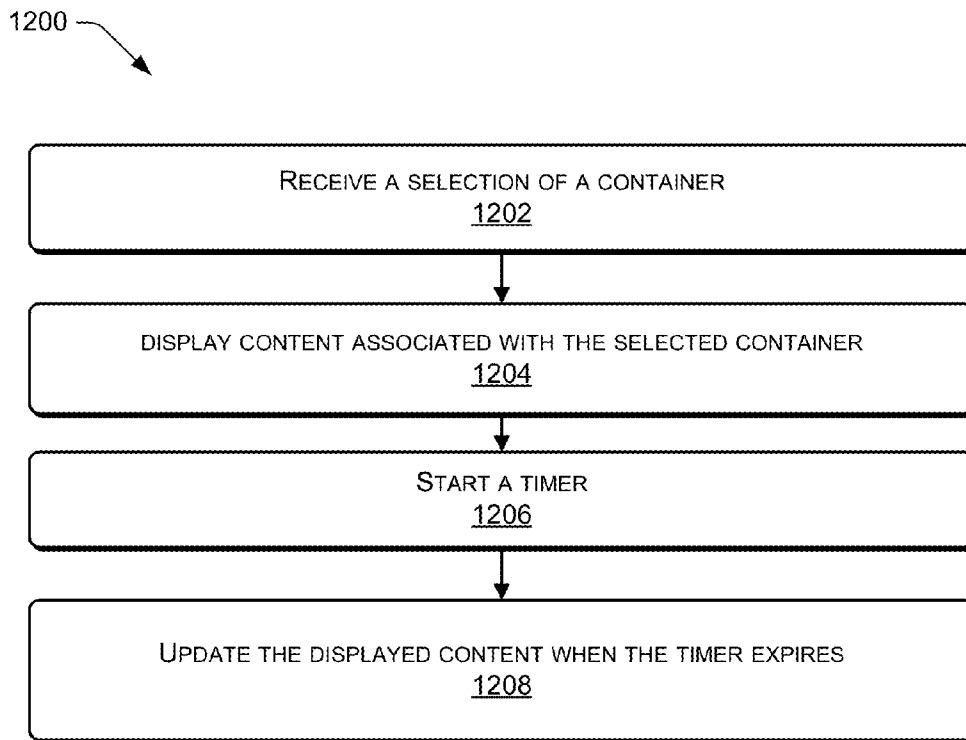 1200
RECEIVE A SELECTION OF A CONTAINER
1202
DISPLAY CONTENT ASSOCIATED WITH THE SELECTED CONTAINER
1204
START A TIMER
1206
UPDATE THE DISPLAYED CONTENT WHEN THE TIMER EXPIRES
1208